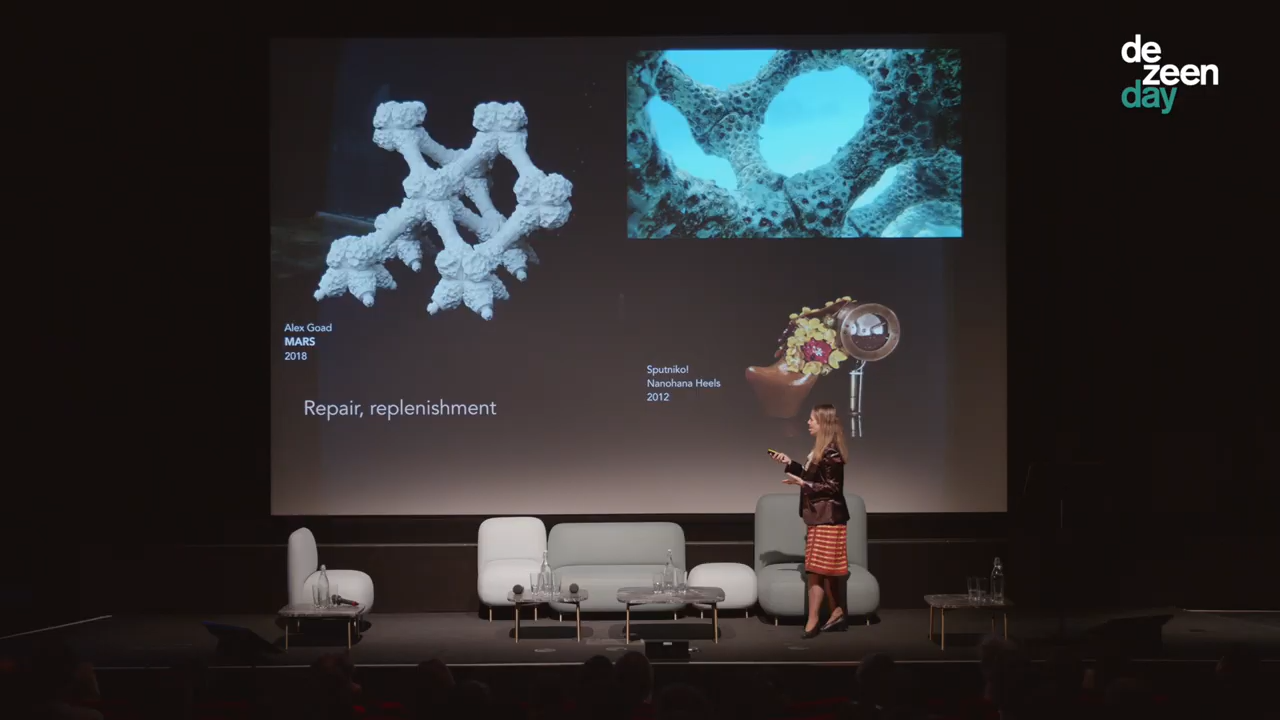 de
zeen
day
Alex Goad
MARS
2018
Repair, replenishment
Sputniko!
Nanohana Heels
2012